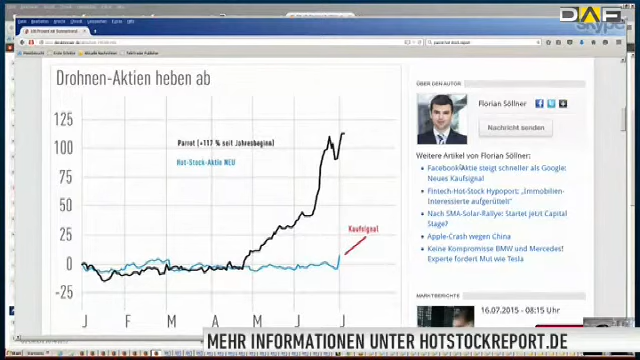 DAF
skype
Drohnen-Aktien heben ab
125
100
75
50
25
0
-25
Parrot (+117 % seit Jahresbeginn)
Hot-Stock-Aktie NEU
Kaufsignal
J F M A M J J
ÜBER DEN AUTOR
Florian Söllner
Nachricht senden
Weitere Artikel von Florian Söllner:
Facebook-Aktie steigt schneller als Google:
Neues Kaufsignal
Fintech-Hot-Stock Hypoport: „Immobilien-
Interessierte aufgerüttelt"
Nach SMA-Solar-Rallye: Startet jetzt Capital
Stage?
Apple-Crash wegen China
Keine Kompromisse BMW und Mercedes!
Experte fordert Mut wie Tesla
MARKTBERICHT
16.07.2015 - 08:15 Uhr
MEHR INFORMATIONEN UNTER HOTSTOCKREPORT.DE